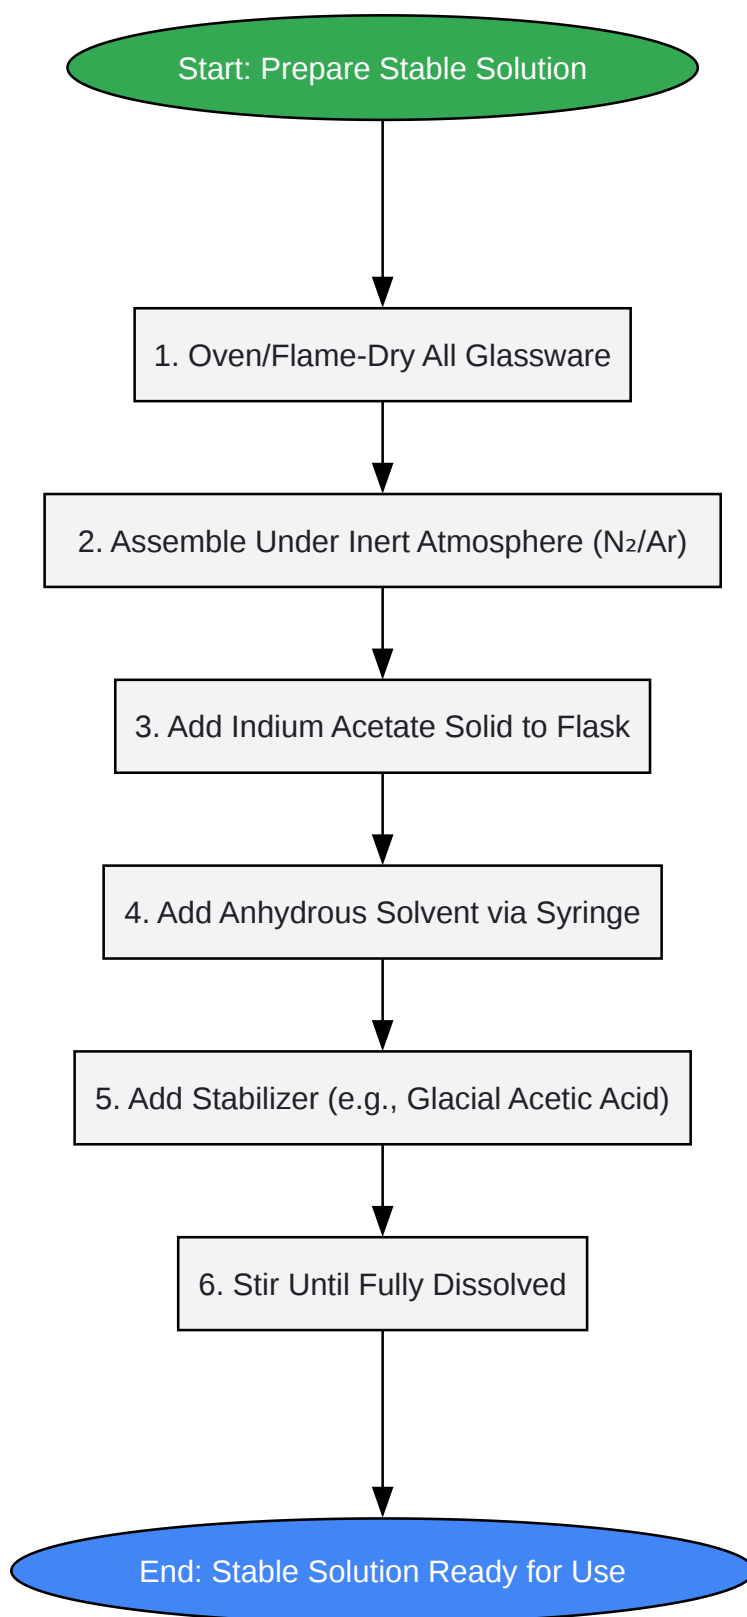 Start: Prepare Stable Solution
1. Oven/Flame-Dry All Glassware
2. Assemble Under Inert Atmosphere (N₂/Ar)
3. Add Indium Acetate Solid to Flask
4. Add Anhydrous Solvent via Syringe
5. Add Stabilizer (e.g., Glacial Acetic Acid)
6. Stir Until Fully Dissolved
End: Stable Solution Ready for Use